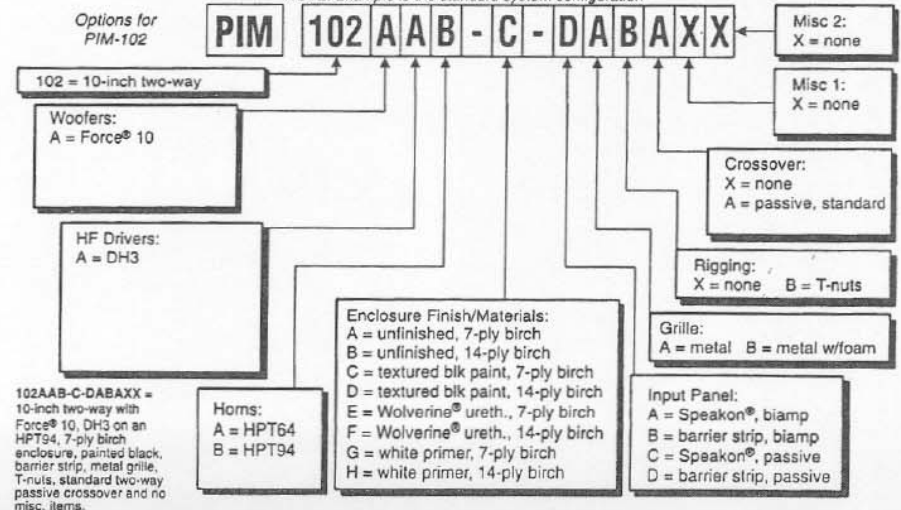 Options for
PIM-102
PIM 102AAB-C-DABAXX
102 = 10-inch two-way
Woofers:
A = Force® 10
HF Drivers:
A = DH3
Horns:
A = HPT64
B = HPT94
Enclosure Finish/Materials:
A = unfinished, 7-ply birch
B = unfinished, 14-ply birch
C = textured blk paint, 7-ply birch
D = textured blk paint, 14-ply birch
E = Wolverine® ureth., 7-ply birch
F = Wolverine® ureth., 14-ply birch
G = white primer, 7-ply birch
H = white primer, 14-ply birch
Input Panel:
A = Speakon®, biamp
B = barrier strip, biamp
C = Speakon®, passive
D = barrier strip, passive
Grille:
A = metal B = metal w/foam
Rigging:
X = none B = T-nuts
Crossover:
X = none
A = passive, standard
Misc 1:
X = none
Misc 2:
X = none
102AAB-C-DABAXX =
10-inch two-way with
Force® 10, DH3 on an
HPT94, 7-ply birch
enclosure, painted black,
barrier strip, metal grille,
T-nuts, standard two-way
passive crossover and no
misc. items.